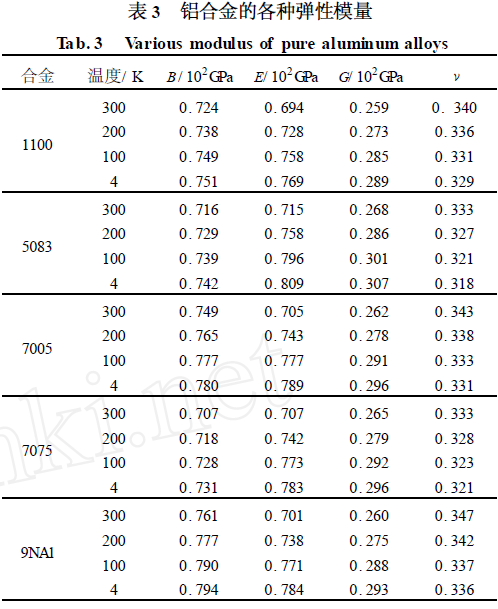 表 3 铝合金的各种弹性模量
Tab. 3 Various modulus of pure aluminum alloys
合金 温度/ K B/ 10²GPa E/ 10²GPa G/ 10²GPa ν
1100
300 0.724 0.694 0.259 0.340
200 0.738 0.728 0.273 0.336
100 0.749 0.758 0.285 0.331
4 0.751 0.769 0.289 0.329
5083
300 0.716 0.715 0.268 0.333
200 0.729 0.758 0.286 0.327
100 0.739 0.796 0.301 0.321
4 0.742 0.809 0.307 0.318
7005
300 0.749 0.705 0.262 0.343
200 0.765 0.743 0.278 0.338
100 0.777 0.777 0.291 0.333
4 0.780 0.789 0.296 0.331
7075
300 0.707 0.707 0.265 0.333
200 0.718 0.742 0.279 0.328
100 0.728 0.773 0.292 0.323
4 0.731 0.783 0.296 0.321
9NA1
300 0.761 0.701 0.260 0.347
200 0.777 0.738 0.275 0.342
100 0.790 0.771 0.288 0.337
4 0.794 0.784 0.293 0.336
nki.net